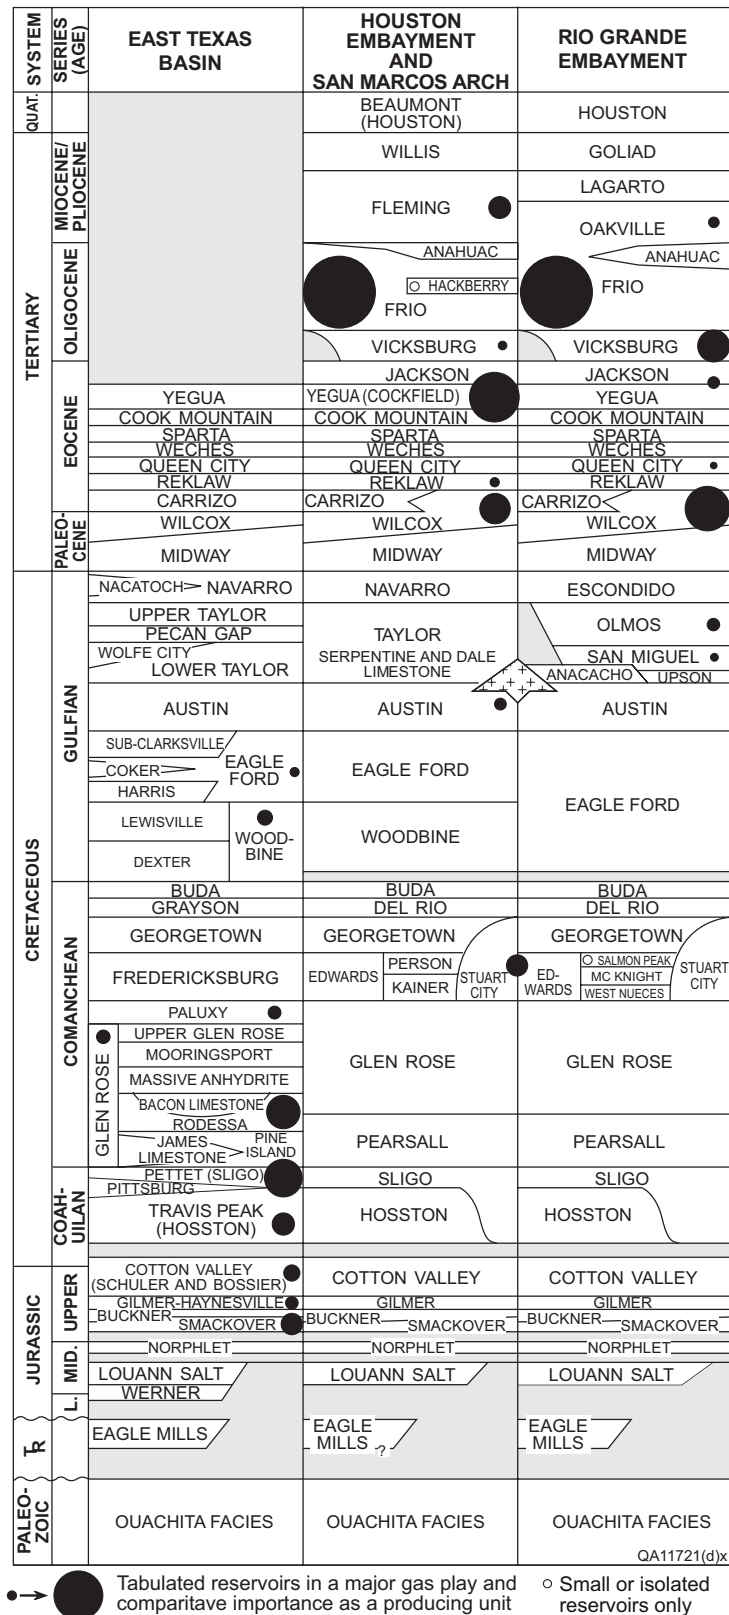 SYSTEM
SERIES
(AGE)
EAST TEXAS
BASIN
HOUSTON
EMBAYMENT
AND
SAN MARCOS ARCH
RIO GRANDE
EMBAYMENT
QUAT.
BEAUMONT
(HOUSTON)
HOUSTON
TERTIARY
MIOCENE/
PLIOCENE
WILLIS
GOLIAD
LAGARTO
FLEMING
OAKVILLE
OLIGOCENE
ANAHUAC
ANAHUAC
HACKBERRY
FRIO
FRIO
VICKSBURG
VICKSBURG
EOCENE
JACKSON
JACKSON
YEGUA
YEGUA (COCKFIELD)
YEGUA
COOK MOUNTAIN
COOK MOUNTAIN
COOK MOUNTAIN
SPARTA
SPARTA
SPARTA
WECHES
WECHES
WECHES
QUEEN CITY
QUEEN CITY
QUEEN CITY
REKLAW
REKLAW
REKLAW
CARRIZO
CARRIZO
CARRIZO
PALEO-
CENE
WILCOX
WILCOX
WILCOX
MIDWAY
MIDWAY
MIDWAY
CRETACEOUS
GULFIAN
NACATOCH
NAVARRO
NAVARRO
ESCONDIDO
UPPER TAYLOR
PECAN GAP
WOLFE CITY
LOWER TAYLOR
TAYLOR
SERPENTINE AND DALE
LIMESTONE
OLMOS
SAN MIGUEL
ANACACHO
UPSON
AUSTIN
AUSTIN
AUSTIN
SUB-CLARKSVILLE
COKER
HARRIS
EAGLE
FORD
EAGLE FORD
EAGLE FORD
LEWISVILLE
DEXTER
WOOD-
BINE
WOODBINE
COMANCHEAN
BUDA
BUDA
BUDA
GRAYSON
DEL RIO
DEL RIO
GEORGETOWN
GEORGETOWN
GEORGETOWN
FREDERICKSBURG
EDWARDS
PERSON
KAINER
STUART
CITY
ED-
WARDS
SALMON PEAK
MC KNIGHT
WEST NUECES
STUART
CITY
PALUXY
GLEN ROSE
UPPER GLEN ROSE
MOORINGSPORT
MASSIVE ANHYDRITE
BACON LIMESTONE
RODESSA
JAMES
LIMESTONE
PINE
ISLAND
GLEN ROSE
GLEN ROSE
PEARSALL
PEARSALL
COAH-
UILAN
PETTET (SLIGO)
PITTSBURG
TRAVIS PEAK
(HOSSTON)
SLIGO
HOSSTON
SLIGO
HOSSTON
JURASSIC
UPPER
COTTON VALLEY
(SCHULER AND BOSSIER)
COTTON VALLEY
COTTON VALLEY
GILMER-HAYNESVILLE
GILMER
GILMER
BUCKNER
SMACKOVER
BUCKNER
SMACKOVER
BUCKNER
SMACKOVER
MID.
NORPHLET
NORPHLET
NORPHLET
LOUANN SALT
LOUANN SALT
LOUANN SALT
L.
WERNER
TR
EAGLE MILLS
EAGLE
MILLS
?
EAGLE
MILLS
PALEO-
ZOIC
OUACHITA FACIES
OUACHITA FACIES
OUACHITA FACIES
QA11721(d)x
Tabulated reservoirs in a major gas play and
comparitave importance as a producing unit
Small or isolated
reservoirs only